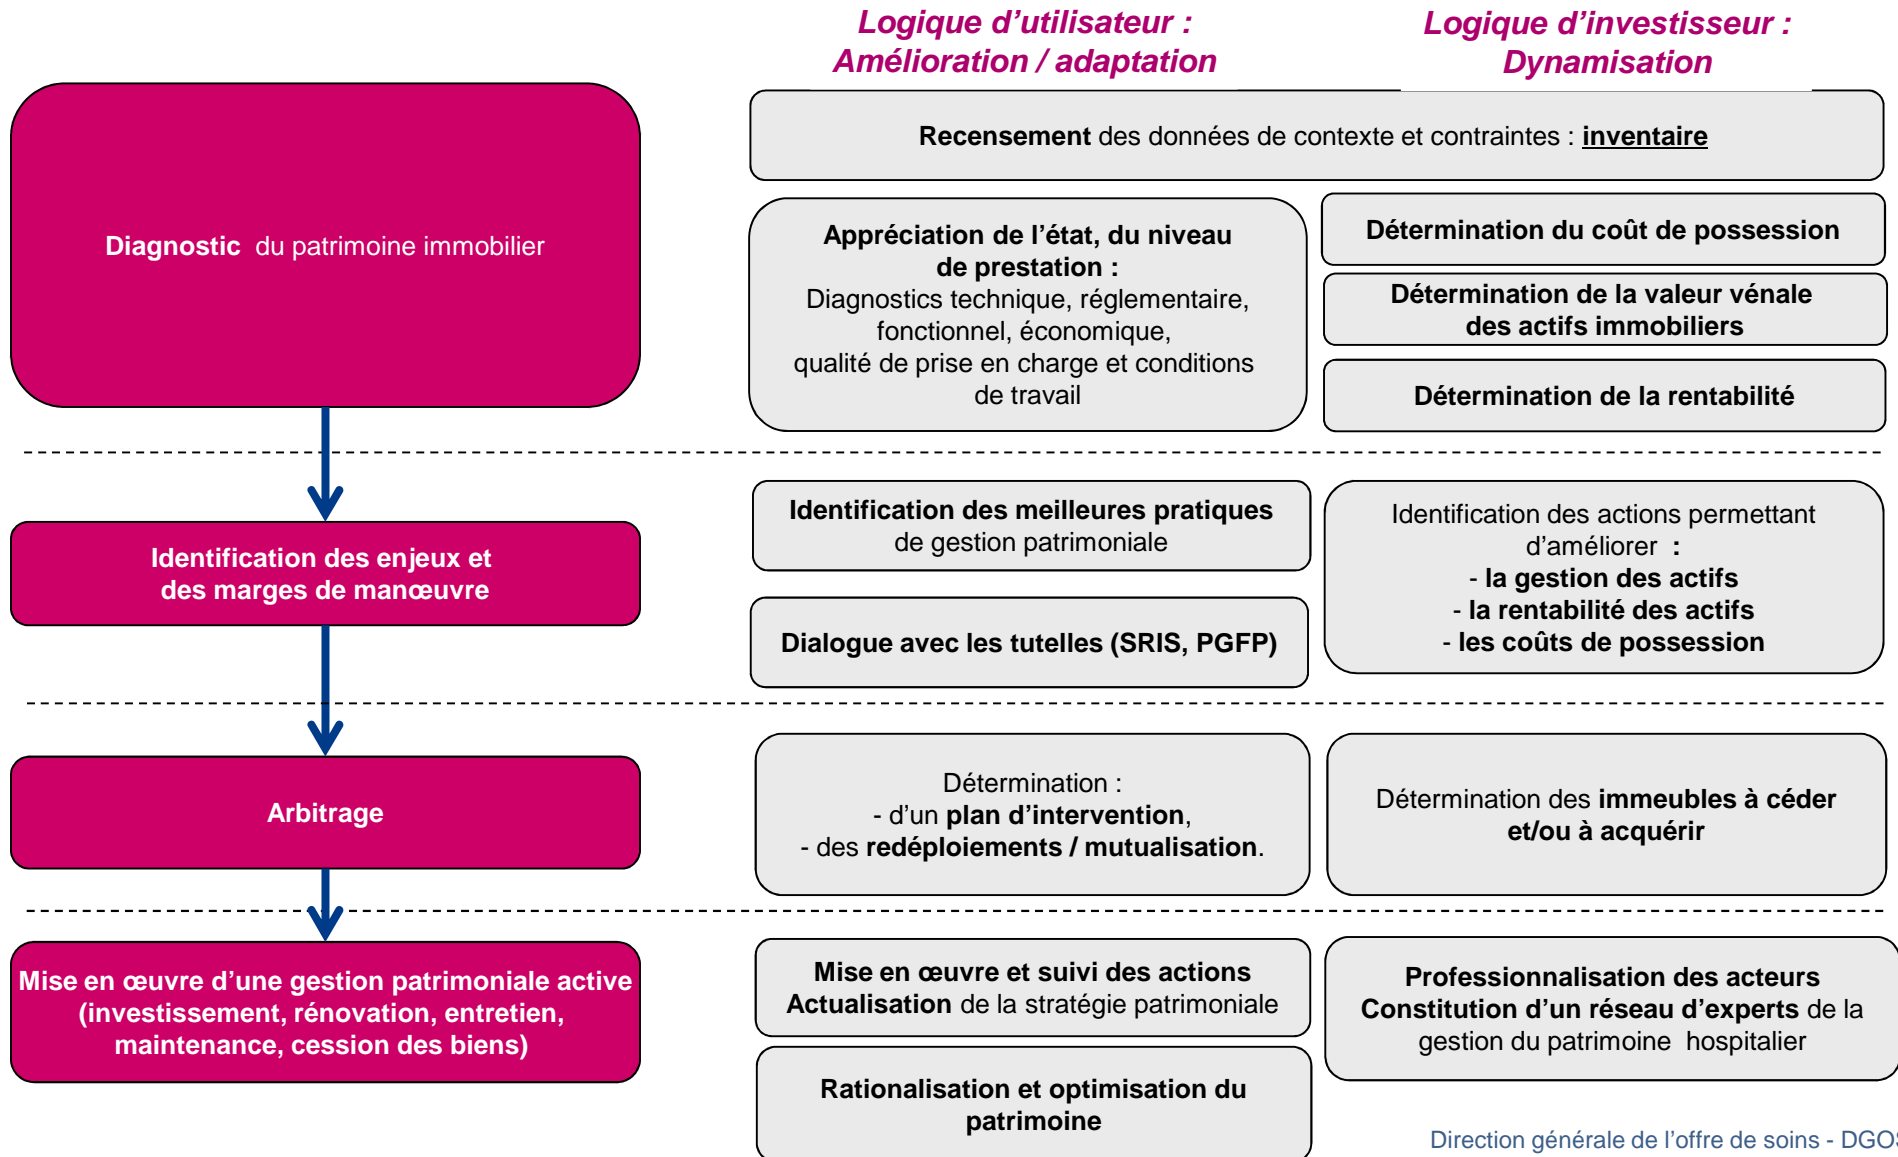 Logique d’utilisateur :
Amélioration / adaptation
Logique d’investisseur :
Dynamisation
Diagnostic du patrimoine immobilier
Recensement des données de contexte et contraintes : inventaire
Appréciation de l’état, du niveau
de prestation :
Diagnostics technique, réglementaire,
fonctionnel, économique,
qualité de prise en charge et conditions
de travail
Détermination du coût de possession
Détermination de la valeur vénale
des actifs immobiliers
Détermination de la rentabilité
Identification des enjeux et
des marges de manœuvre
Identification des meilleures pratiques
de gestion patrimoniale
Dialogue avec les tutelles (SRIS, PGFP)
Identification des actions permettant
d’améliorer :
- la gestion des actifs
- la rentabilité des actifs
- les coûts de possession
Arbitrage
Détermination :
- d’un plan d’intervention,
- des redéploiements / mutualisation.
Détermination des immeubles à céder
et/ou à acquérir
Mise en œuvre d’une gestion patrimoniale active
(investissement, rénovation, entretien,
maintenance, cession des biens)
Mise en œuvre et suivi des actions
Actualisation de la stratégie patrimoniale
Rationalisation et optimisation du
patrimoine
Professionnalisation des acteurs
Constitution d’un réseau d’experts de la
gestion du patrimoine hospitalier
Direction générale de l’offre de soins - DGOS